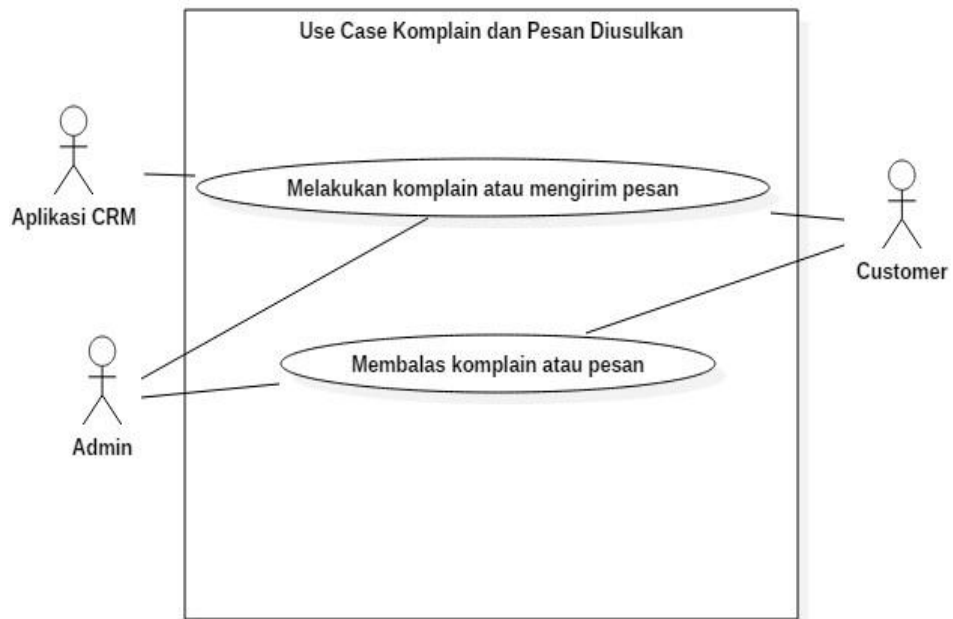 Use Case Komplain dan Pesan Diusulkan
Melakukan komplain atau mengirim pesan
Aplikasi CRM
Customer
Membalas komplain atau pesan
Admin